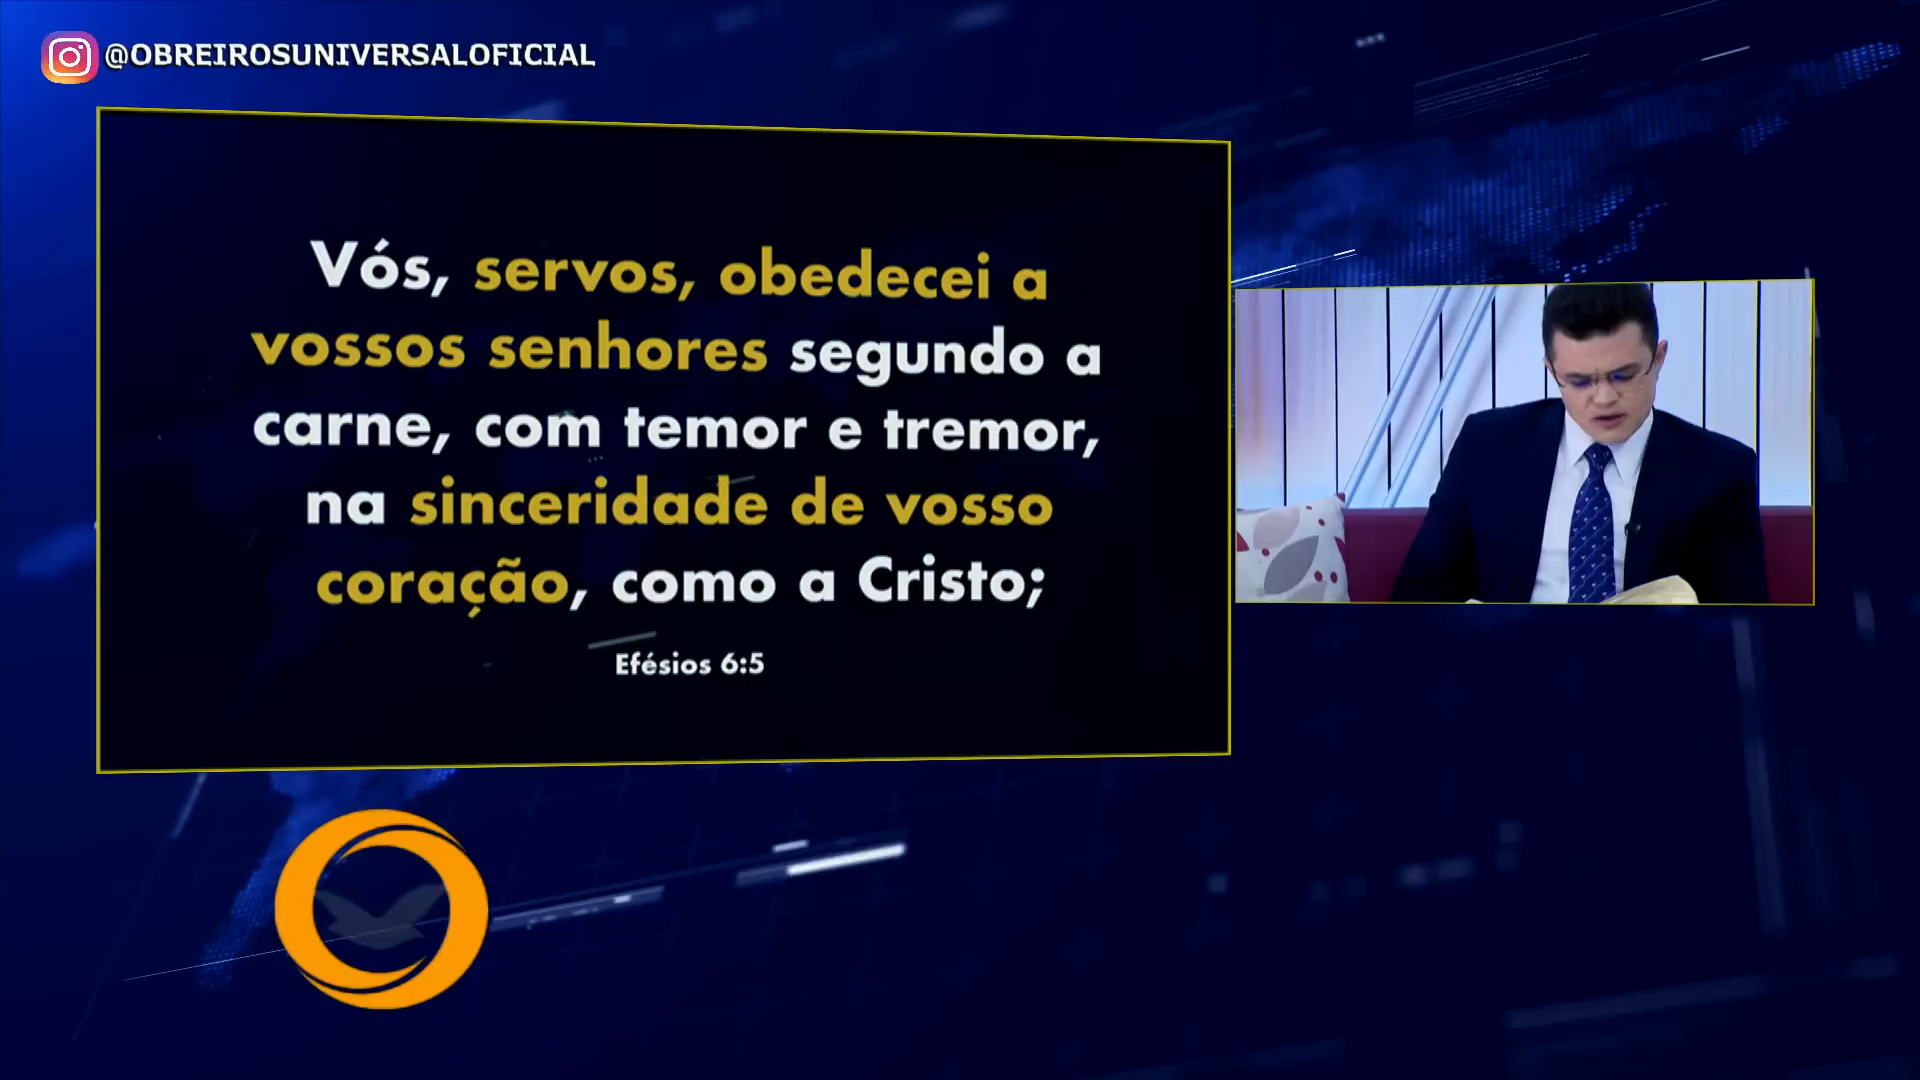 @OBREIROSUNIVERSALOFICIAL
Vós, servos, obedecei a
vossos senhores segundo a
carne, com temor e tremor,
na sinceridade de vosso
coração, como a Cristo;
Efésios 6:5